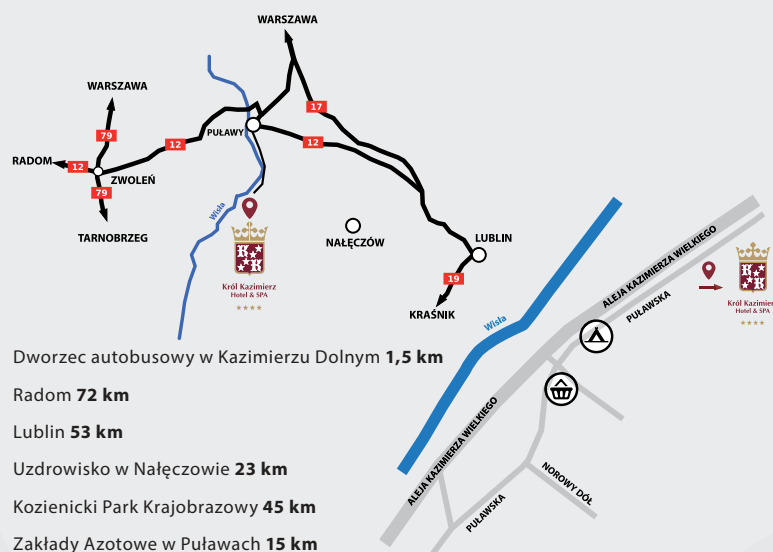 WARSZAWA
WARSZAWA
17
79
PUŁAWY
12
12
RADOM
12
ZWOLEŃ
79
Wisła
TARNOBRZEG
NAŁĘCZÓW
LUBLIN
19
KRAŚNIK
Król Kazimierz
Hotel & SPA
ALEJA KAZIMIERZA WIELKIEGO
PUŁAWSKA
Król Kazimierz
Hotel & SPA
Wisła
ALEJA KAZIMIERZA WIELKIEGO
NOROWY DÓŁ
PUŁAWSKA
Dworzec autobusowy w Kazimierzu Dolnym 1,5 km
Radom 72 km
Lublin 53 km
Uzdrowisko w Nałęczowie 23 km
Kozienicki Park Krajobrazowy 45 km
Zakłady Azotowe w Puławach 15 km